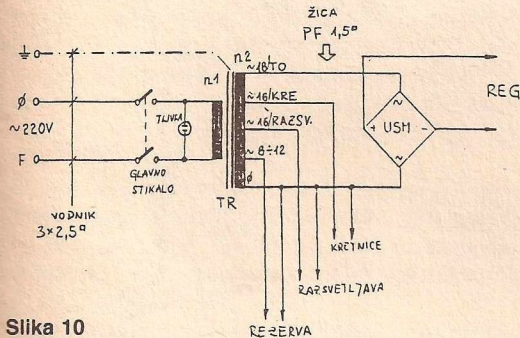 ŽICA
PF 1,5□
n1
n2
~18/TO
~16/KRE
~16/RAZSV.
~8÷12
Ø
REG
+ USM -
~
~
Ø
~220V
F
TLIVKA
GLAVNO
STIKALO
TR
VODNIK
3×2,5□
KRETNICE
RAZSVETLJAVA
REZERVA
Slika 10